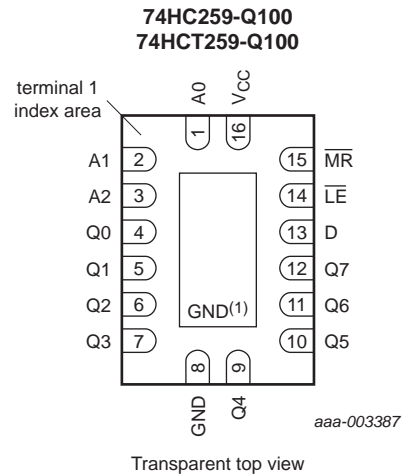 74HC259-Q100
74HCT259-Q100
terminal 1
index area
A0
VCC
1
16
A1 2
15 MR
A2 3
14 LE
Q0 4
13 D
Q1 5
12 Q7
Q2 6
11 Q6
GND(1)
Q3 7
10 Q5
8
9
GND
Q4
aaa-003387
Transparent top view